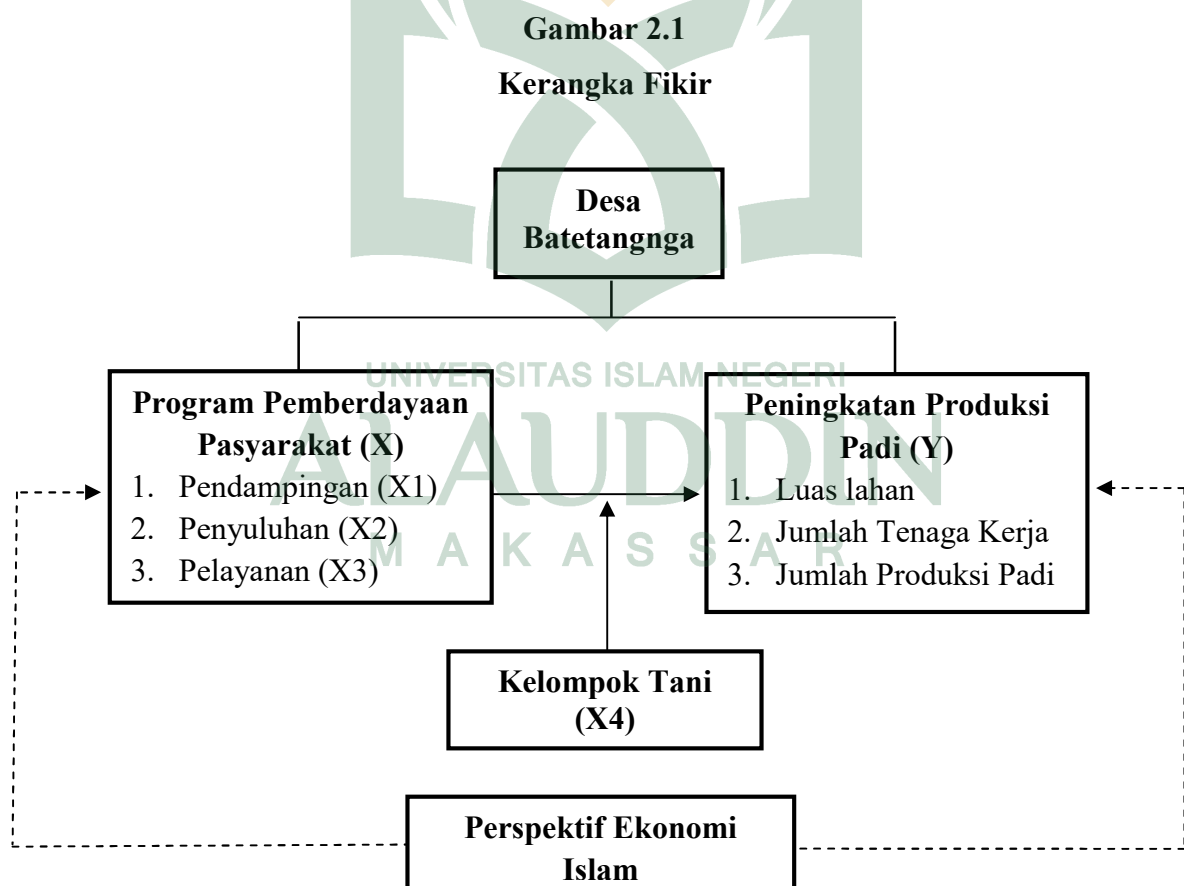 Gambar 2.1
Kerangka Fikir
Desa
Batetangnga
UNIVERSITAS ISLAM NEGERI
ALAUDDIN
MAKASSAR
Program Pemberdayaan
Pasyarakat (X)
1. Pendampingan (X1)
2. Penyuluhan (X2)
3. Pelayanan (X3)
Peningkatan Produksi
Padi (Y)
1. Luas lahan
2. Jumlah Tenaga Kerja
3. Jumlah Produksi Padi
Kelompok Tani
(X4)
Perspektif Ekonomi
Islam